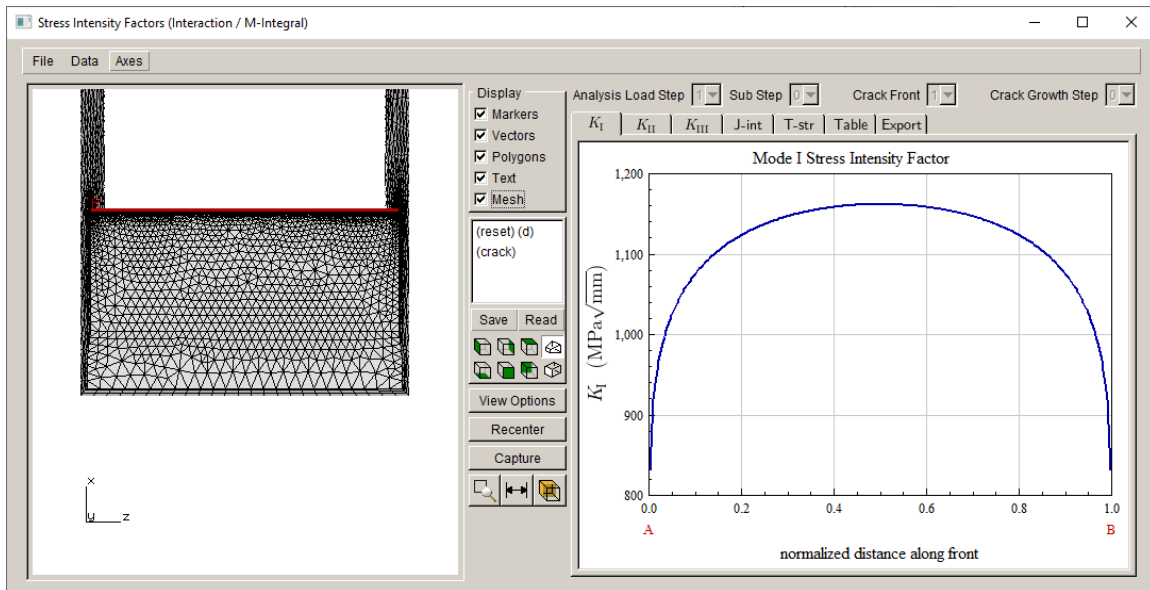 Stress Intensity Factors (Interaction / M-Integral)
File Data Axes
Display
Markers
Vectors
Polygons
Text
Mesh
(reset) (d)
(crack)
Save Read
View Options
Recenter
Capture
x
y z
Analysis Load Step 1 Sub Step 0 Crack Front 1 Crack Growth Step 0
KI KII KIII J-int T-str Table Export
Mode I Stress Intensity Factor
1,200
1,100
1,000
900
800
KI (MPa√mm)
0.0 0.2 0.4 0.6 0.8 1.0
A B
normalized distance along front